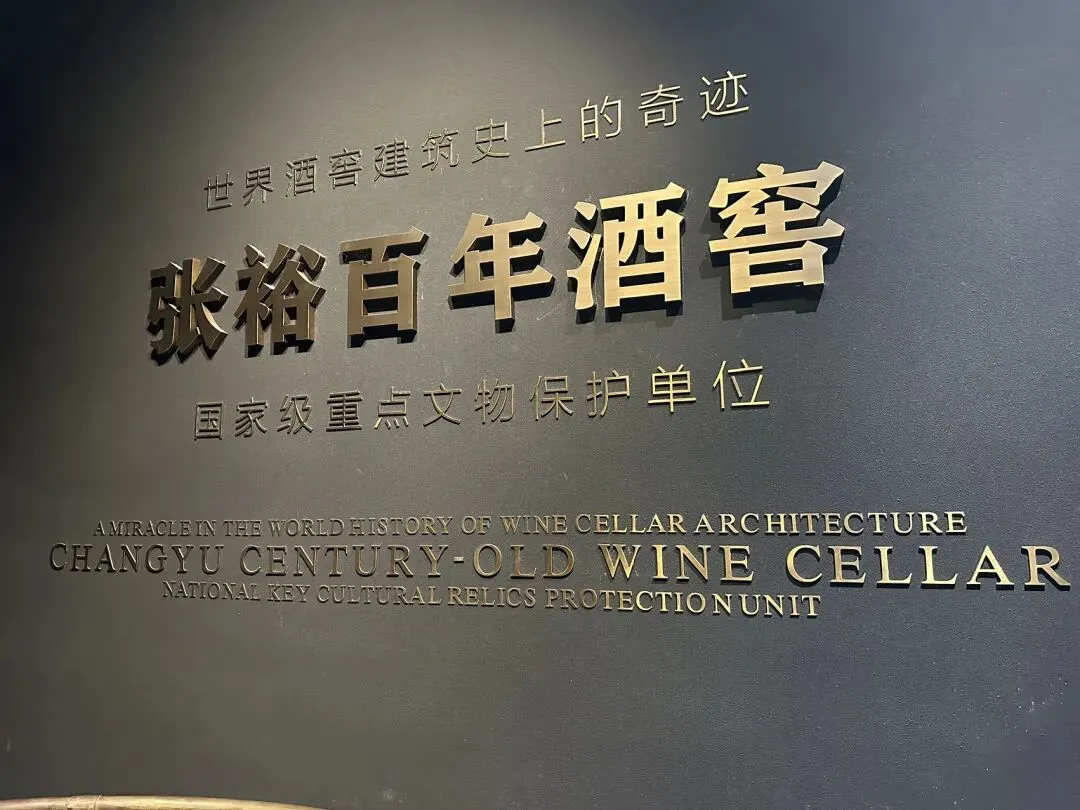 世界酒窖建筑史上的奇迹
张裕百年酒窖
国家级重点文物保护单位
A MIRACLE IN THE WORLD HISTORY OF WINE CELLAR ARCHITECTURE
CHANGYU CENTURY-OLD WINE CELLAR
NATIONAL KEY CULTURAL RELICS PROTECTION UNIT